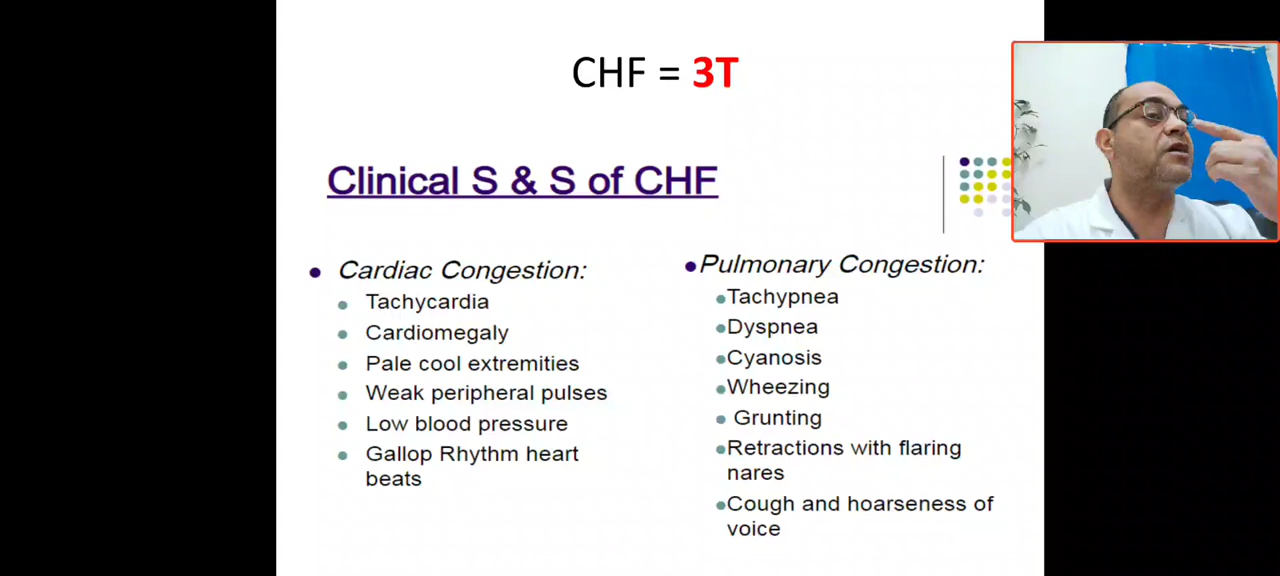 CHF = 3T
Clinical S & S of CHF
Cardiac Congestion:
Tachycardia
Cardiomegaly
Pale cool extremities
Weak peripheral pulses
Low blood pressure
Gallop Rhythm heart
beats
Pulmonary Congestion:
Tachypnea
Dyspnea
Cyanosis
Wheezing
Grunting
Retractions with flaring
nares
Cough and hoarseness of
voice